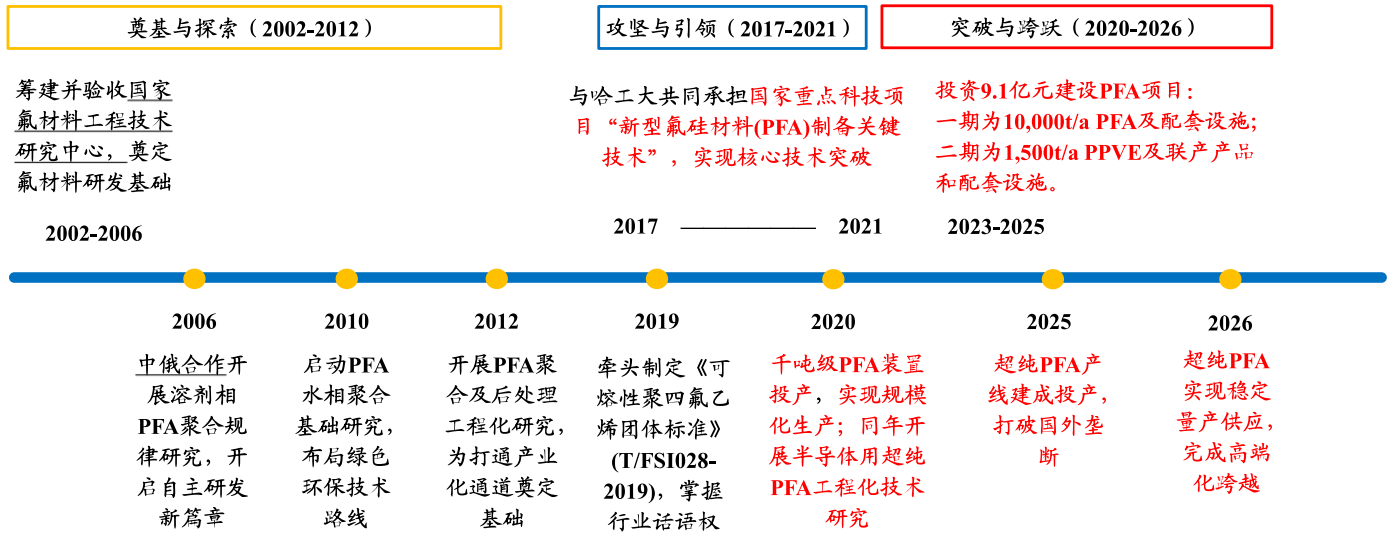 奠基与探索（2002-2012）
攻坚与引领（2017-2021）
突破与跨跃（2020-2026）
筹建并验收国家
氟材料工程技术
研究中心，奠定
氟材料研发基础
2002-2006
与哈工大共同承担国家重点科技项
目“新型氟硅材料(PFA)制备关键
技术”，实现核心技术突破
2017 —————— 2021
投资9.1亿元建设PFA项目：
一期为10,000t/a PFA及配套设施；
二期为1,500t/a PPVE及联产产品
和配套设施。
2023-2025
2006
中俄合作开
展溶剂相
PFA聚合规
律研究，开
启自主研发
新篇章
2010
启动PFA
水相聚合
基础研究，
布局绿色
环保技术
路线
2012
开展PFA聚
合及后处理
工程化研究，
为打通产业
化通道奠定
基础
2019
牵头制定《可
熔性聚四氟乙
烯团体标准》
(T/FSI028-
2019)，掌握
行业话语权
2020
千吨级PFA装置
投产，实现规模
化生产；同年开
展半导体用超纯
PFA工程化技术
研究
2025
超纯PFA产
线建成投产，
打破国外垄
断
2026
超纯PFA
实现稳定
量产供应，
完成高端
化跨越